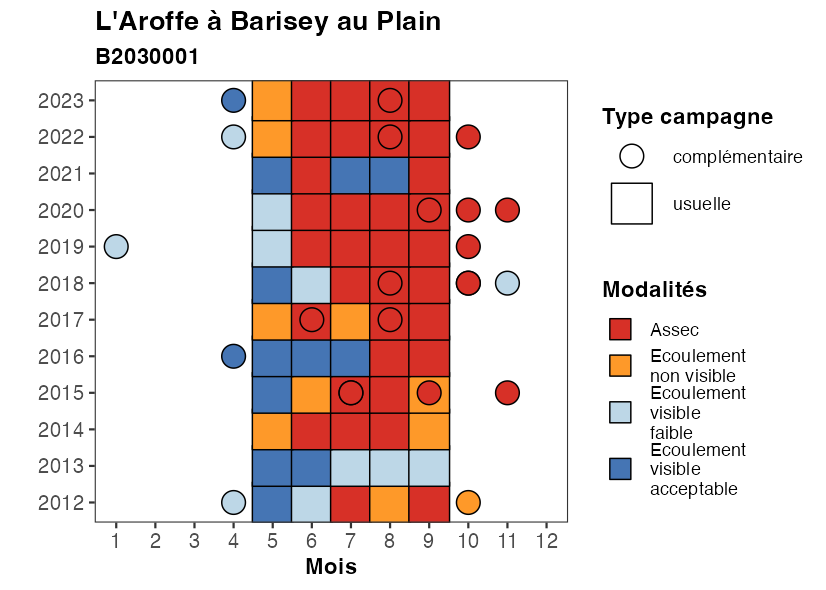 L'Aroffe à Barisey au Plain
B2030001
2023
2022
2021
2020
2019
2018
2017
2016
2015
2014
2013
2012
1 2 3 4 5 6 7 8 9 10 11 12
Mois
Type campagne
complémentaire
usuelle
Modalités
Assec
Ecoulement
non visible
Ecoulement
visible
faible
Ecoulement
visible
acceptable